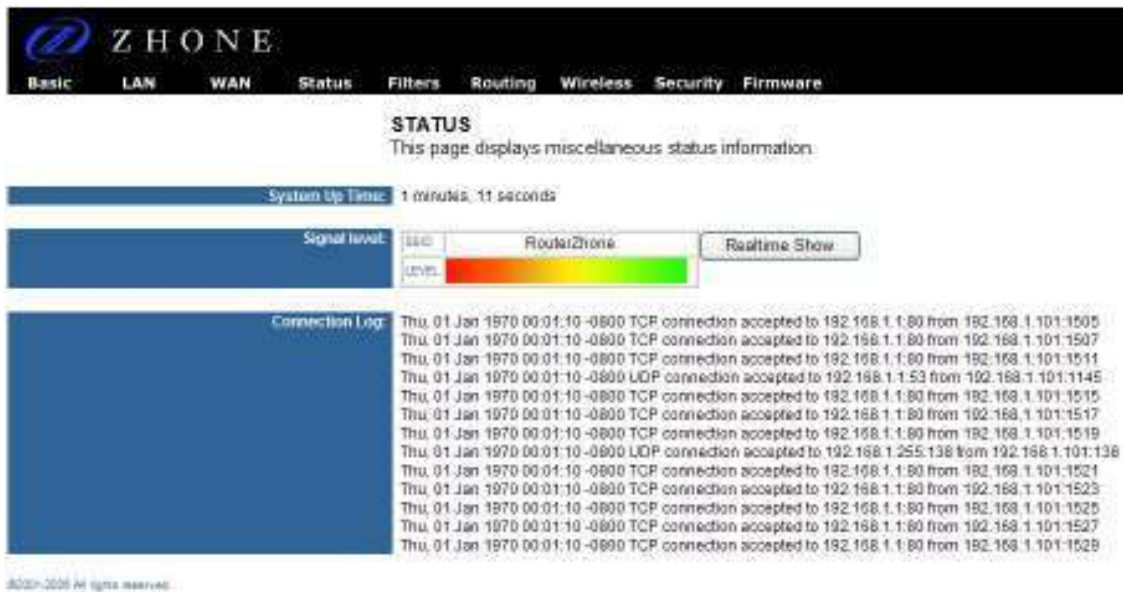 ZHONE
Basic LAN WAN Status Filters Routing Wireless Security Firmware
STATUS
This page displays miscellaneous status information.
System Up Time: 1 minutes, 11 seconds
Signal level: SSID RouterZhone Realtime Show
LEVEL
Connection Log: Thu, 01 Jan 1970 00:01:10 -0800 TCP connection accepted to 192.168.1.1:80 from 192.168.1.101:1505
Thu, 01 Jan 1970 00:01:10 -0800 TCP connection accepted to 192.168.1.1:80 from 192.168.1.101:1507
Thu, 01 Jan 1970 00:01:10 -0800 TCP connection accepted to 192.168.1.1:80 from 192.168.1.101:1511
Thu, 01 Jan 1970 00:01:10 -0800 UDP connection accepted to 192.168.1.1:53 from 192.168.1.101:1145
Thu, 01 Jan 1970 00:01:10 -0800 TCP connection accepted to 192.168.1.1:80 from 192.168.1.101:1515
Thu, 01 Jan 1970 00:01:10 -0800 TCP connection accepted to 192.168.1.1:80 from 192.168.1.101:1517
Thu, 01 Jan 1970 00:01:10 -0800 TCP connection accepted to 192.168.1.1:80 from 192.168.1.101:1519
Thu, 01 Jan 1970 00:01:10 -0800 UDP connection accepted to 192.168.1.255:138 from 192.168.1.101:138
Thu, 01 Jan 1970 00:01:10 -0800 TCP connection accepted to 192.168.1.1:80 from 192.168.1.101:1521
Thu, 01 Jan 1970 00:01:10 -0800 TCP connection accepted to 192.168.1.1:80 from 192.168.1.101:1523
Thu, 01 Jan 1970 00:01:10 -0800 TCP connection accepted to 192.168.1.1:80 from 192.168.1.101:1525
Thu, 01 Jan 1970 00:01:10 -0800 TCP connection accepted to 192.168.1.1:80 from 192.168.1.101:1527
Thu, 01 Jan 1970 00:01:10 -0800 TCP connection accepted to 192.168.1.1:80 from 192.168.1.101:1529
All rights reserved.